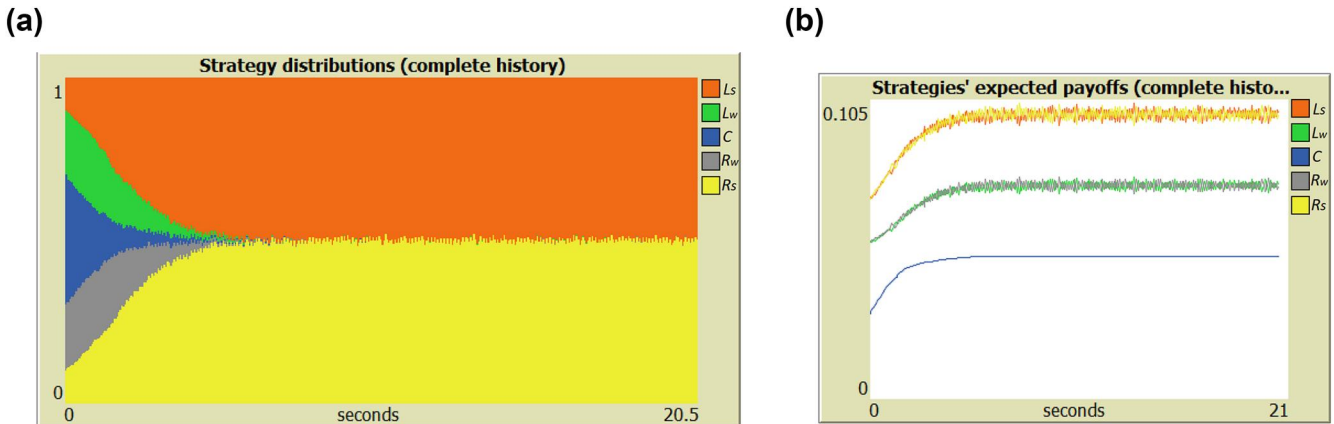 (a)
(b)
Strategy distributions (complete history)
1
0
0
seconds
20.5
Ls
Lw
C
Rw
Rs
Strategies' expected payoffs (complete histo...
0.105
0
0
seconds
21
Ls
Lw
C
Rw
Rs